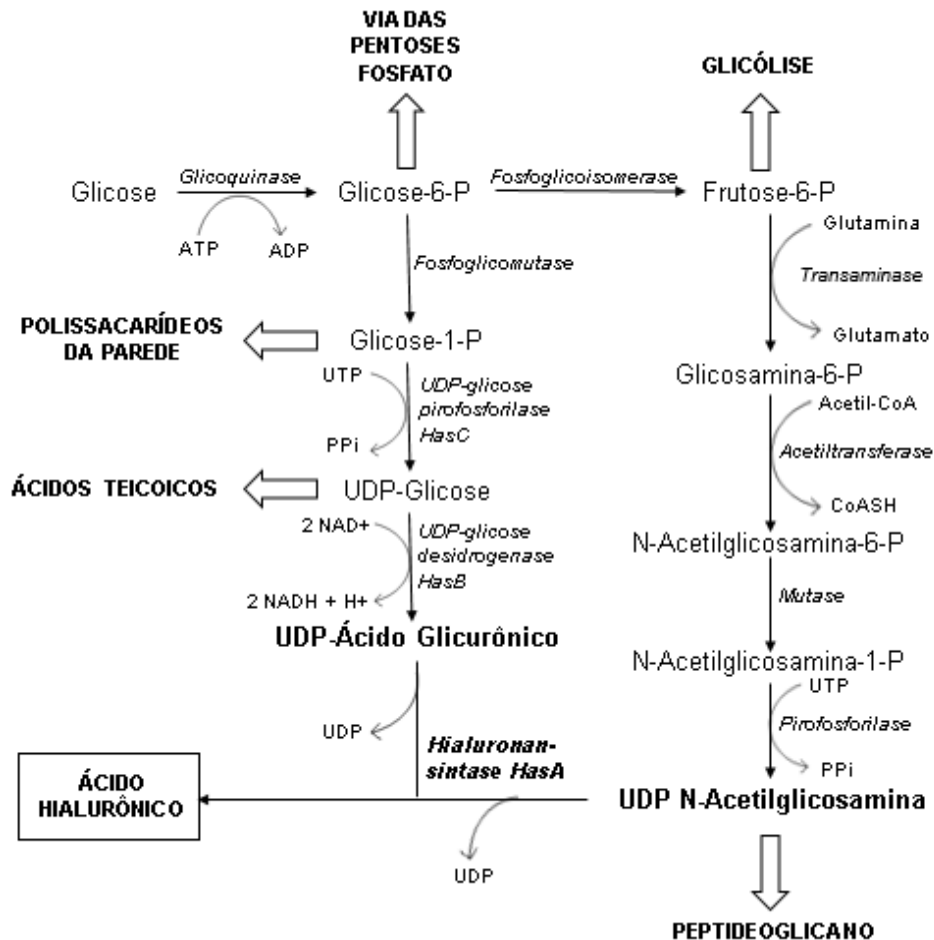 VIA DAS
PENTOSES
FOSFATO
GLICÓLISE
Glicose
Glicoquinase
Glicose-6-P
Fosfoglicoisomerase
Frutose-6-P
ATP
ADP
Glutamina
Fosfoglicomutase
Transaminase
Glutamato
POLISSACARÍDEOS
DA PAREDE
Glicose-1-P
Glicosamina-6-P
UTP
UDP-glicose
pirofosforilase
HasC
PPi
Acetil-CoA
Acetiltransferase
CoASH
ÁCIDOS TEICOICOS
UDP-Glicose
2 NAD+
UDP-glicose
desidrogenase
HasB
2 NADH + H+
N-Acetilglicosamina-6-P
Mutase
UDP-Ácido Glicurônico
N-Acetilglicosamina-1-P
UTP
Pirofosforilase
PPi
UDP
Hialuronan-
sintase HasA
ÁCIDO
HIALURÔNICO
UDP N-Acetilglicosamina
UDP
PEPTIDEOGLICANO